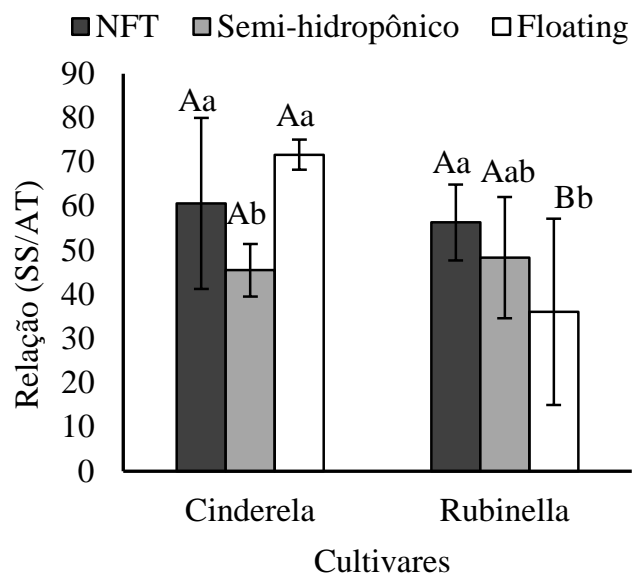 NFT Semi-hidropônico Floating
90
80
70
60
50
40
30
20
10
0
Relação (SS/AT)
Aa
Ab
Aa
Aa
Aab
Bb
Cinderela Rubinella
Cultivares